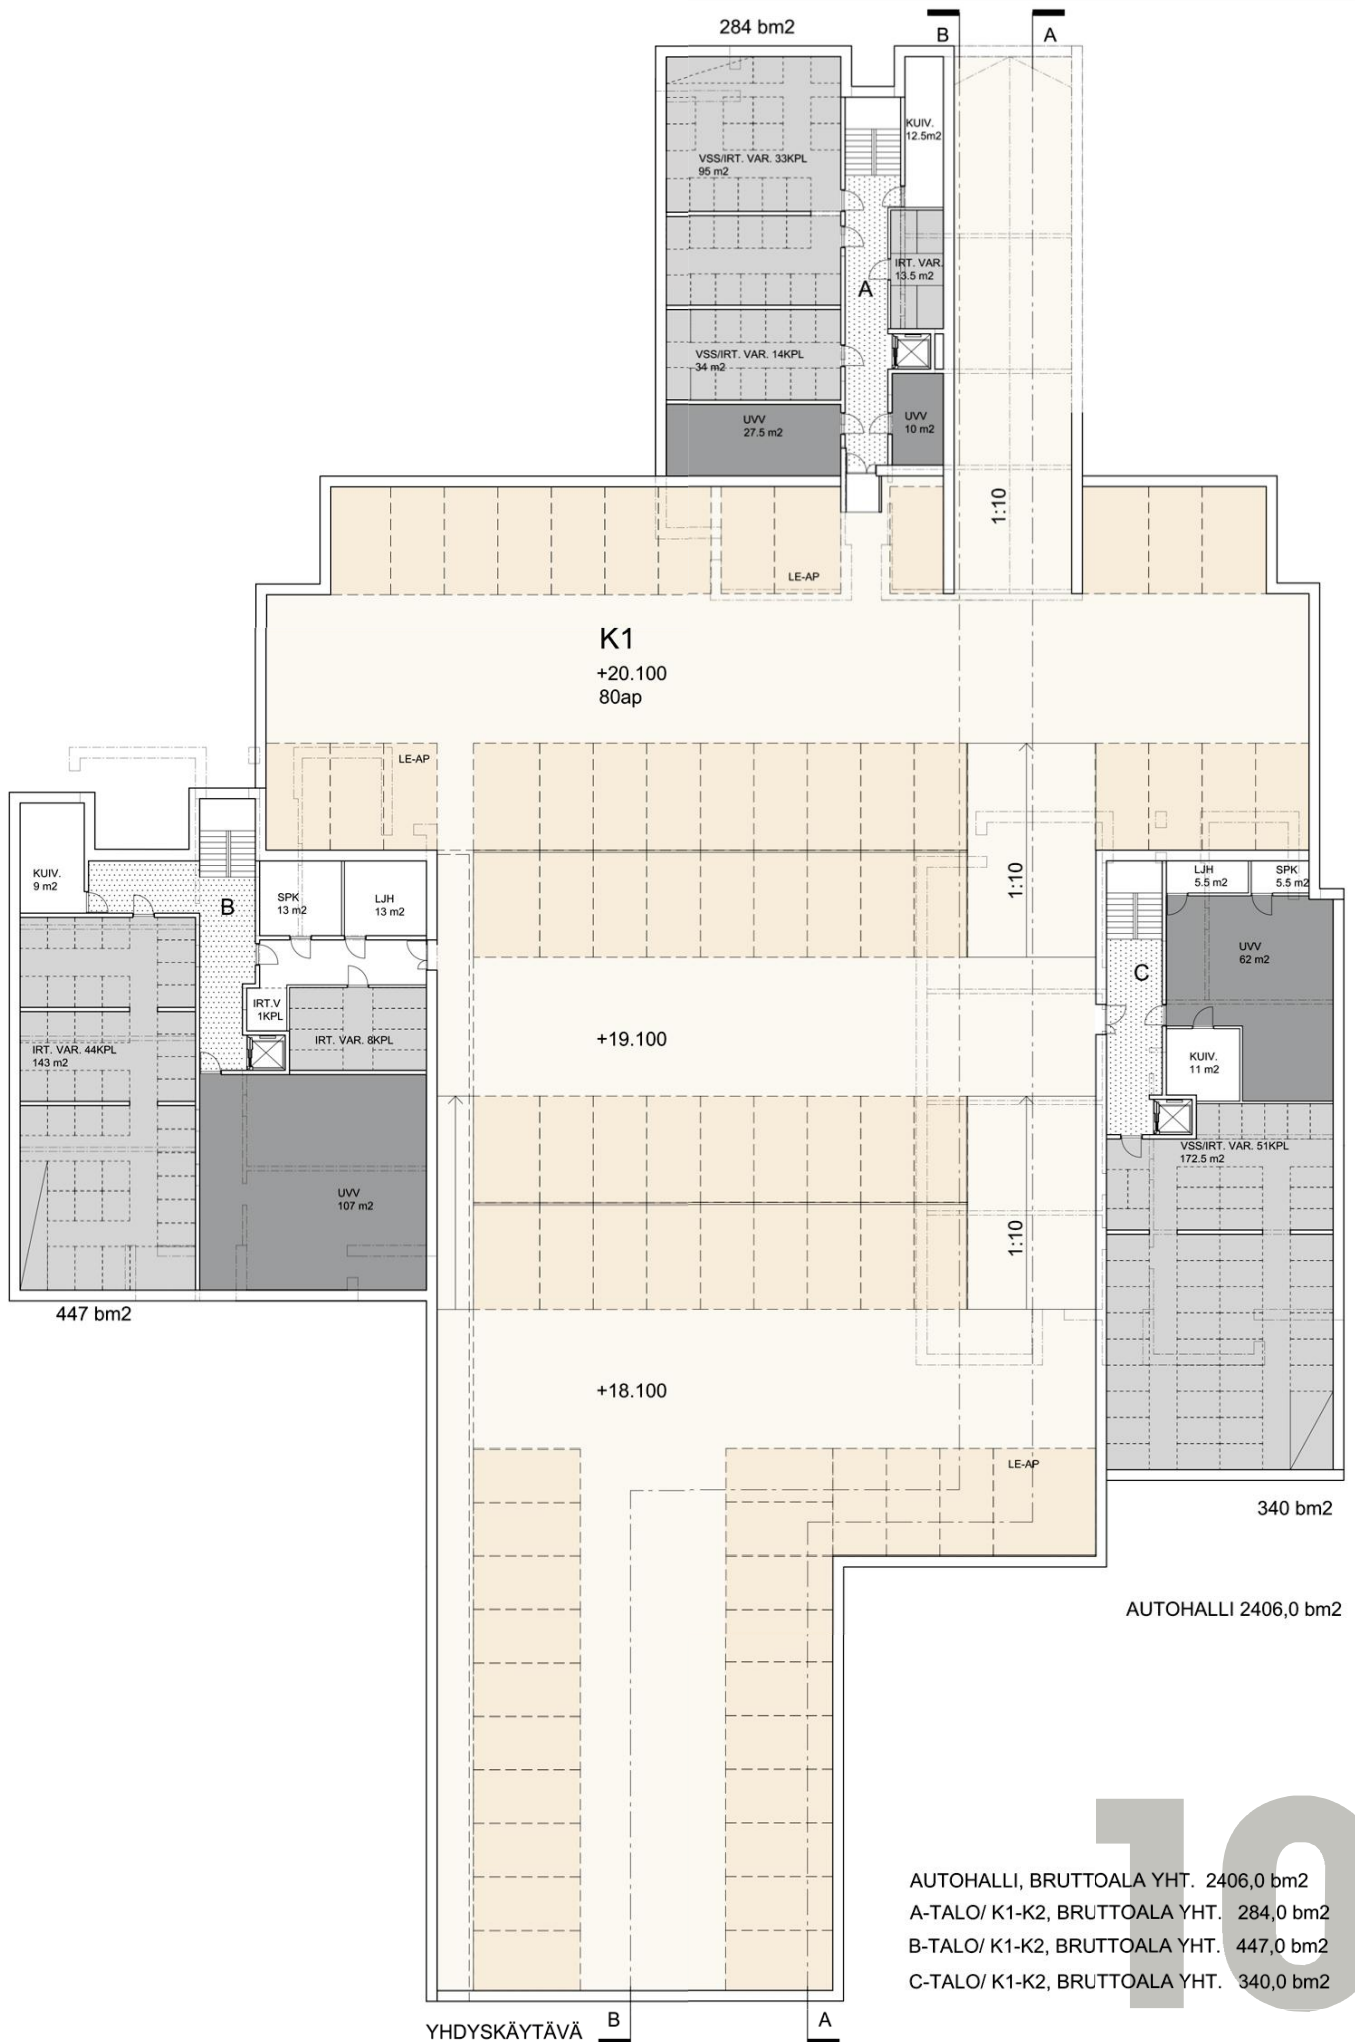 284 bm2
B
A
KUIV.
12.5m2
VSS/IRT. VAR. 33KPL
95 m2
IRT. VAR.
13.5 m2
A
VSS/IRT. VAR. 14KPL
34 m2
UVV
27.5 m2
UVV
10 m2
1:10
LE-AP
K1
+20.100
80ap
LE-AP
KUIV.
9 m2
B
SPK
13 m2
LJH
13 m2
1:10
LJH
5.5 m2
SPK
5.5 m2
UVV
62 m2
C
IRT.V
1KPL
IRT. VAR. 8KPL
IRT. VAR. 44KPL
143 m2
+19.100
KUIV.
11 m2
VSS/IRT. VAR. 51KPL
172.5 m2
UVV
107 m2
1:10
447 bm2
+18.100
LE-AP
340 bm2
AUTOHALLI 2406,0 bm2
10
AUTOHALLI, BRUTTOALA YHT. 2406,0 bm2
A-TALO/ K1-K2, BRUTTOALA YHT. 284,0 bm2
B-TALO/ K1-K2, BRUTTOALA YHT. 447,0 bm2
C-TALO/ K1-K2, BRUTTOALA YHT. 340,0 bm2
YHDYSKÄYTÄVÄ
B
A